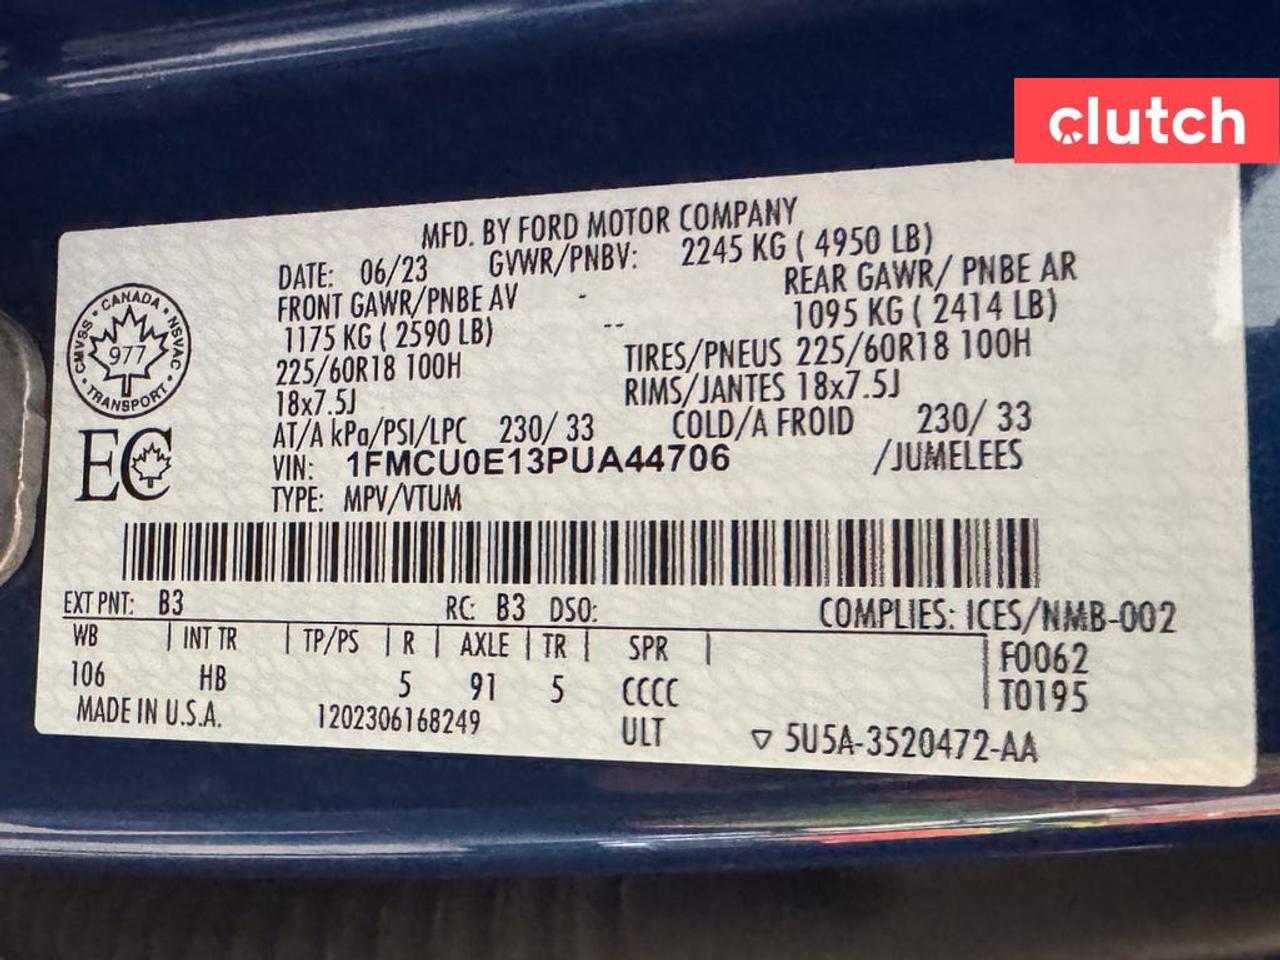 clutch
MFD. BY FORD MOTOR COMPANY
DATE: 06/23 GVWR/PNBV: 2245 KG ( 4950 LB)
FRONT GAWR/PNBE AV - REAR GAWR/ PNBE AR
1175 KG ( 2590 LB) -- 1095 KG ( 2414 LB)
225/60R18 100H TIRES/PNEUS 225/60R18 100H
18x7.5J RIMS/JANTES 18x7.5J
AT/A kPa/PSI/LPC 230/ 33 COLD/A FROID 230/ 33
VIN: 1FMCU0E13PUA44706 /JUMELEES
TYPE: MPV/VTUM
CANADA
CMVSS • NSVAC
977
TRANSPORT
EC
EXT PNT: B3 RC: B3 DSO: COMPLIES: ICES/NMB-002
WB | INT TR | TP/PS | R | AXLE | TR | SPR | F0062
106 HB 5 91 5 CCCC T0195
MADE IN U.S.A. 1202306168249 ULT ▽ 5U5A-3520472-AA